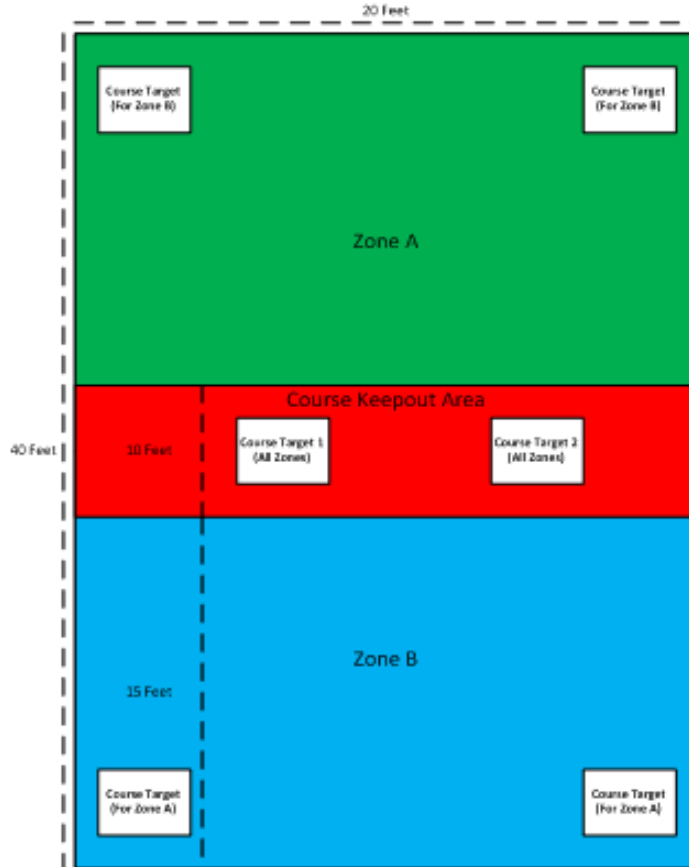 20 Feet
Course Target
(For Zone B)
Course Target
(For Zone B)
Zone A
Course Keepout Area
40 Feet
10 Feet
Course Target 1
(All Zones)
Course Target 2
(All Zones)
Zone B
15 Feet
Course Target
(For Zone A)
Course Target
(For Zone A)